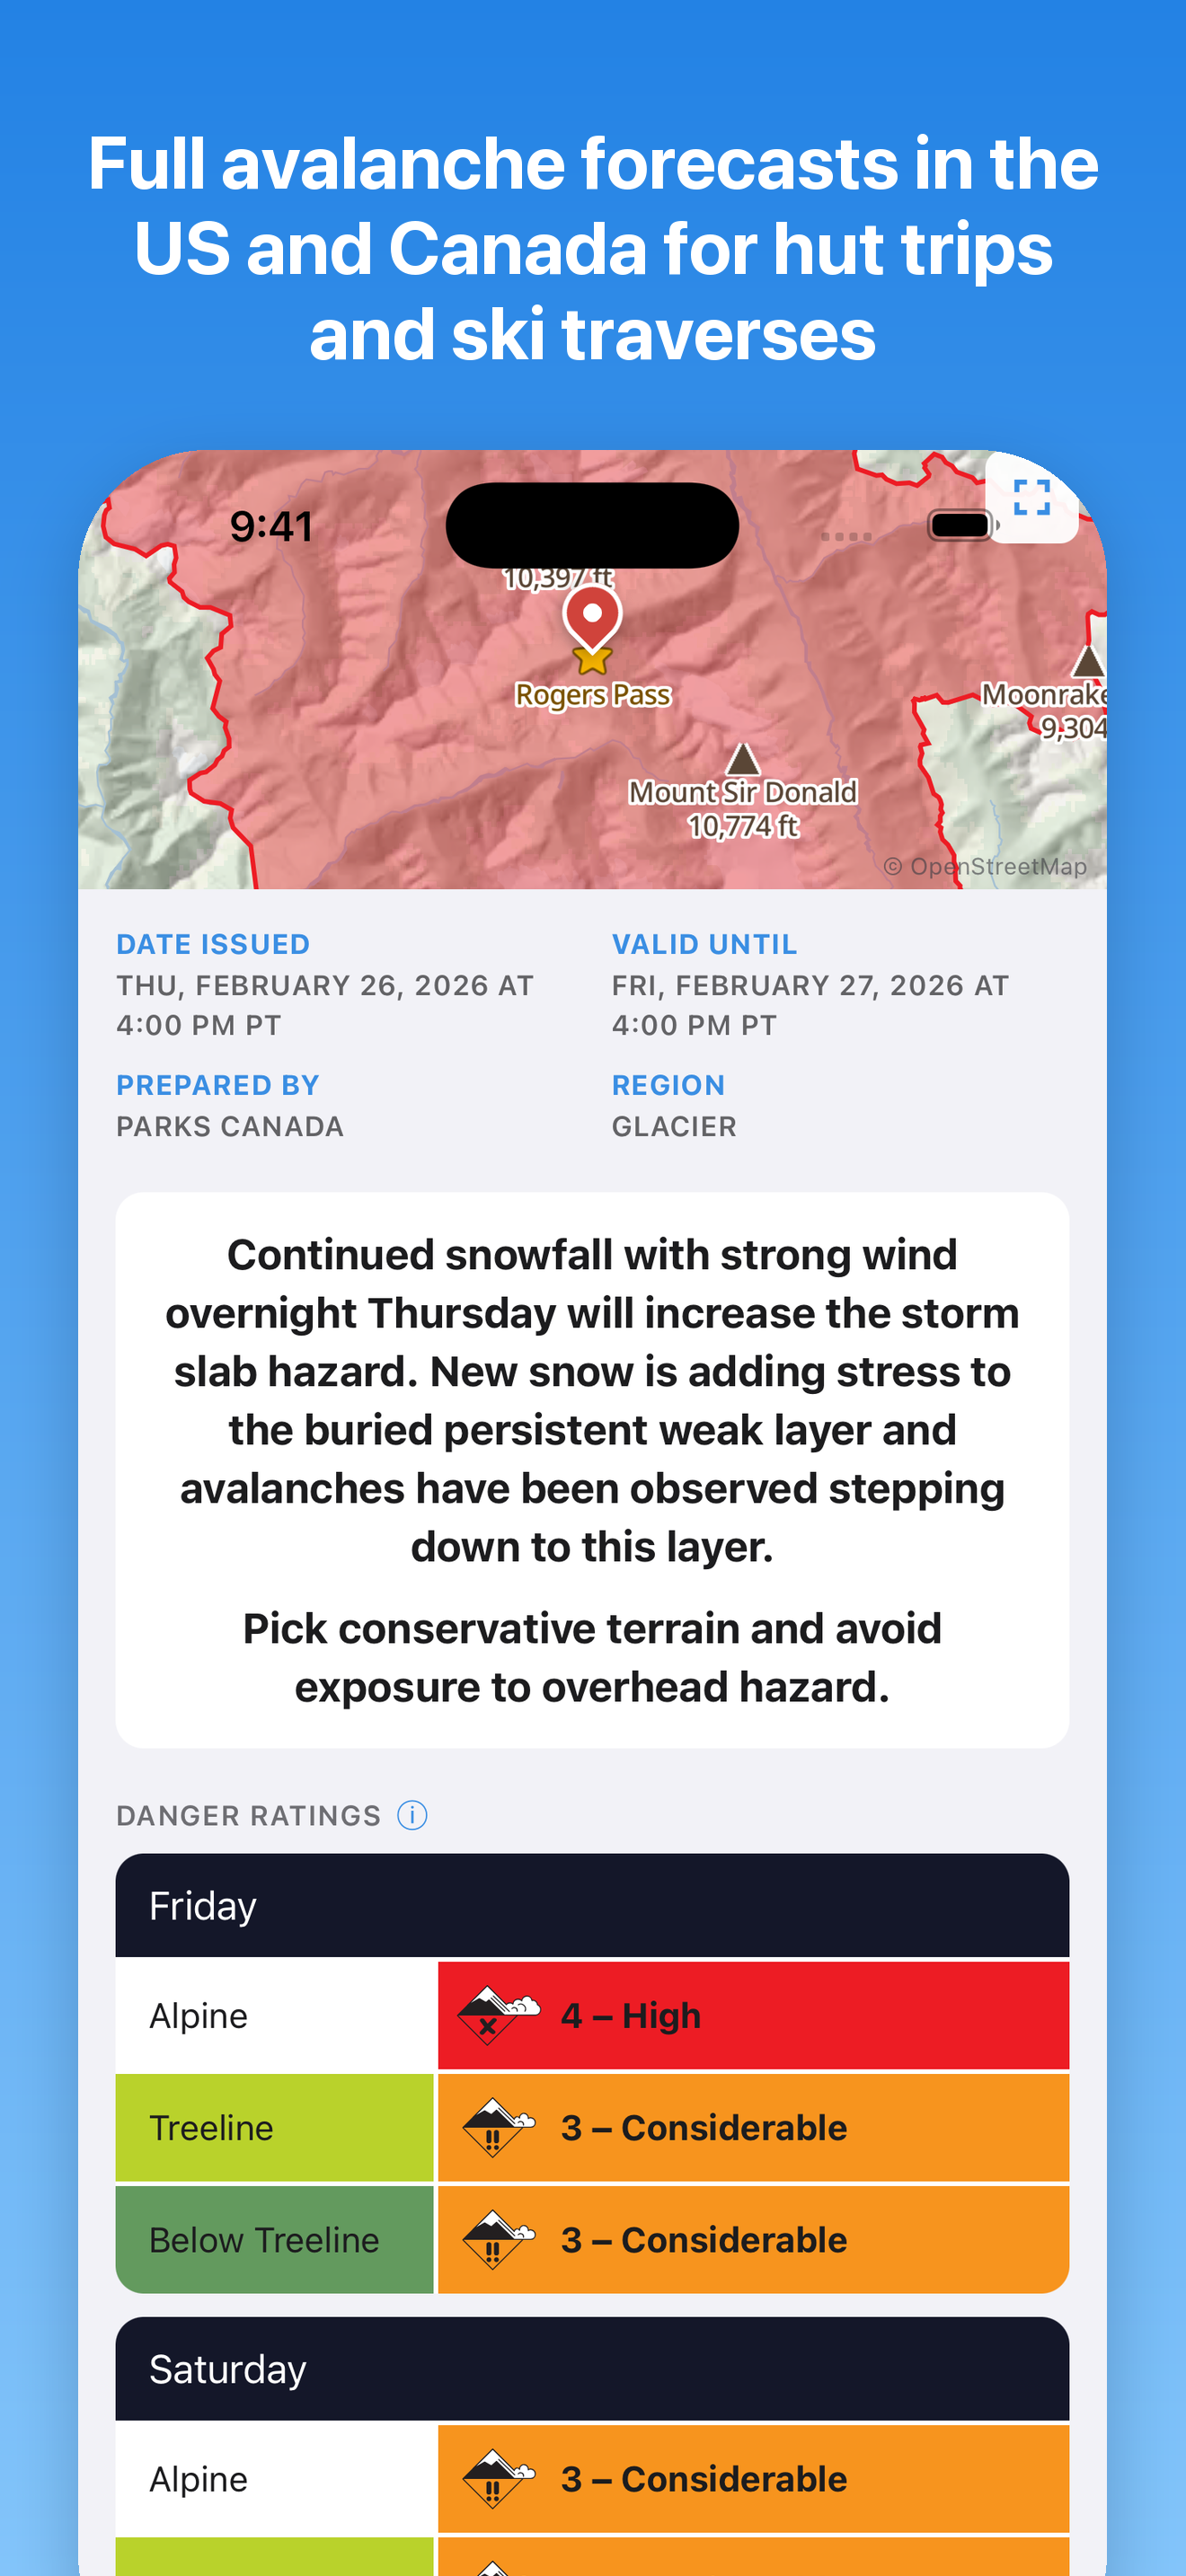 Full avalanche forecasts in the
US and Canada for hut trips
and ski traverses
9:41
10,397 ft
Rogers Pass
Moonrake
9,304
Mount Sir Donald
10,774 ft
© OpenStreetMap
DATE ISSUED
THU, FEBRUARY 26, 2026 AT
4:00 PM PT
VALID UNTIL
FRI, FEBRUARY 27, 2026 AT
4:00 PM PT
PREPARED BY
PARKS CANADA
REGION
GLACIER
Continued snowfall with strong wind
overnight Thursday will increase the storm
slab hazard. New snow is adding stress to
the buried persistent weak layer and
avalanches have been observed stepping
down to this layer.
Pick conservative terrain and avoid
exposure to overhead hazard.
DANGER RATINGS
Friday
Alpine
4 – High
Treeline
3 – Considerable
Below Treeline
3 – Considerable
Saturday
Alpine
3 – Considerable